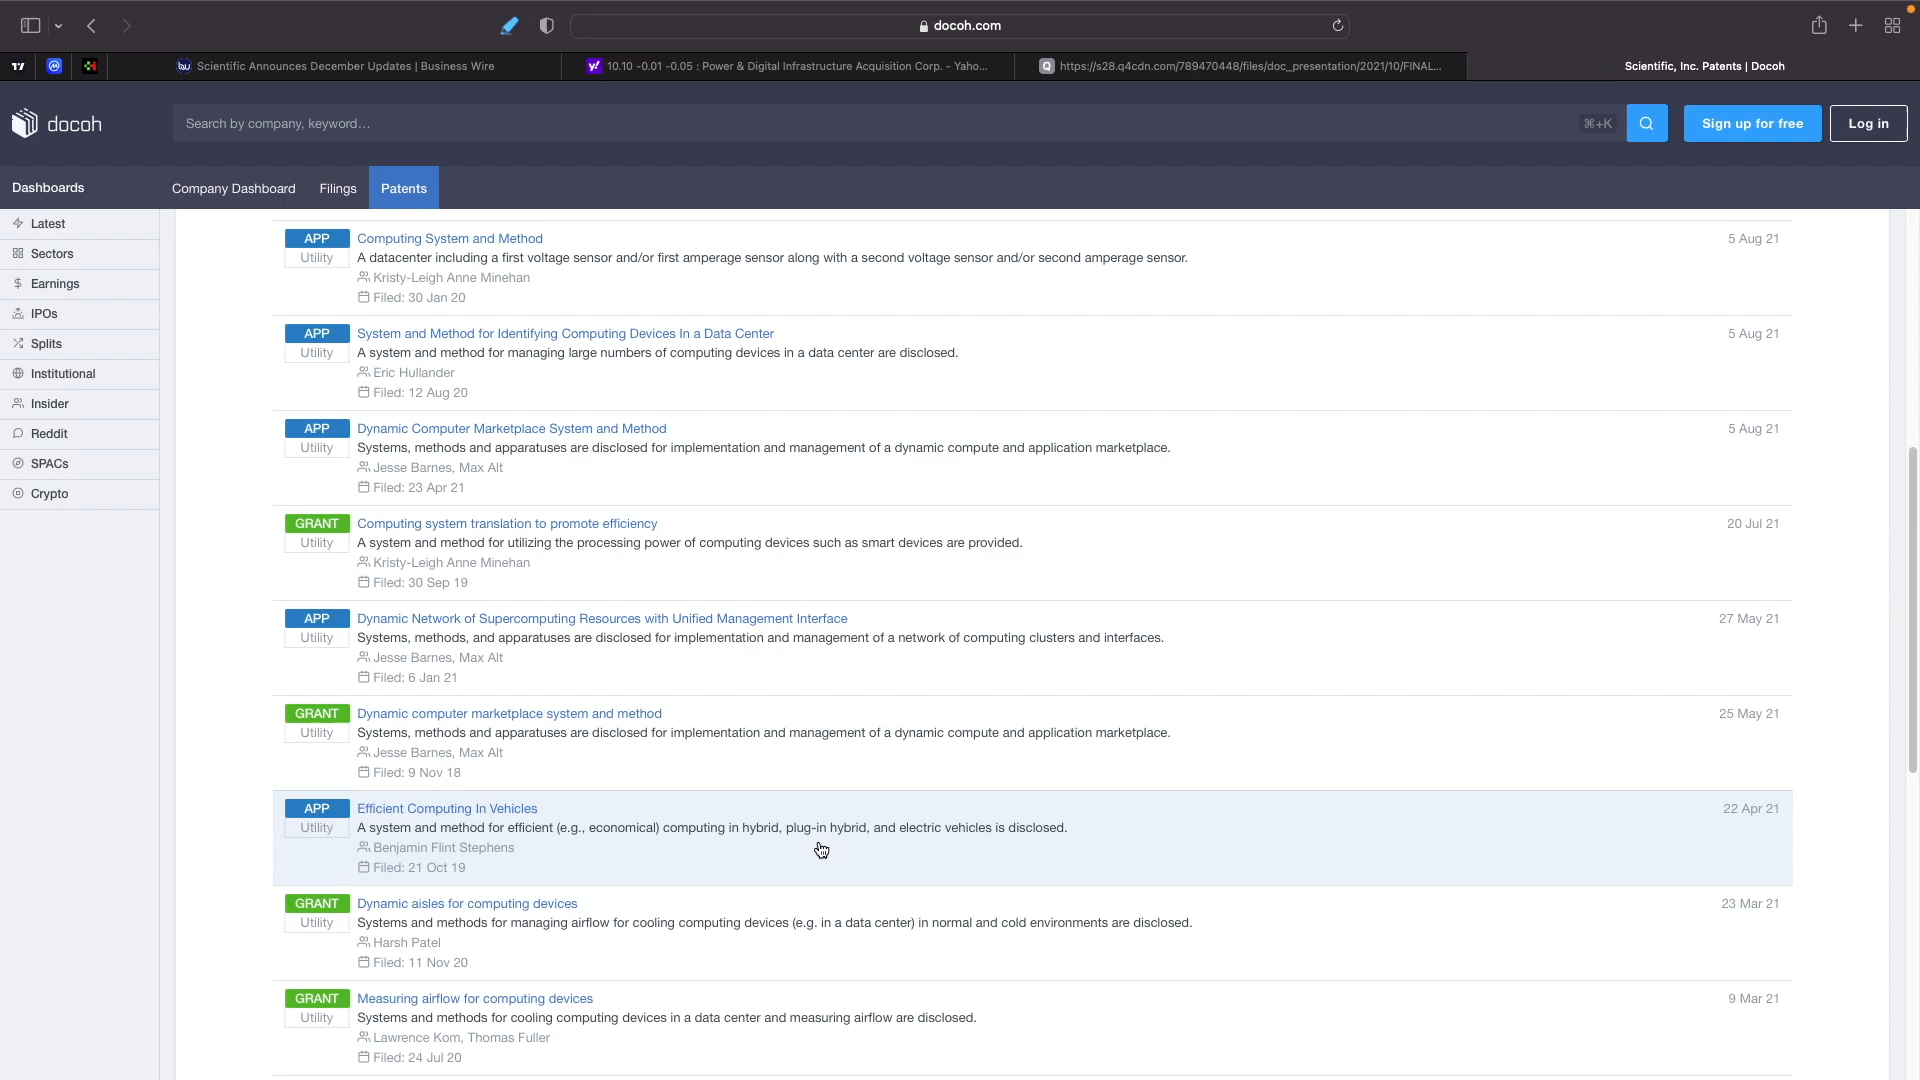 docoh.com
Scientific Announces December Updates | Business Wire
10.10 -0.01 -0.05 : Power & Digital Infrastructure Acquisition Corp. - Yaho...
Q
https://s28.q4cdn.com/789470448/files/doc_presentation/2021/10/FINAL...
Scientific, Inc. Patents | Docoh
docoh
Search by company, keyword...
⌘+K
Sign up for free
Log in
Dashboards
Company Dashboard
Filings
Patents
Latest
Sectors
Earnings
IPOs
Splits
Institutional
Insider
Reddit
SPACs
Crypto
APP
Computing System and Method
5 Aug 21
Utility
A datacenter including a first voltage sensor and/or first amperage sensor along with a second voltage sensor and/or second amperage sensor.
Kristy-Leigh Anne Minehan
Filed: 30 Jan 20
APP
System and Method for Identifying Computing Devices In a Data Center
5 Aug 21
Utility
A system and method for managing large numbers of computing devices in a data center are disclosed.
Eric Hullander
Filed: 12 Aug 20
APP
Dynamic Computer Marketplace System and Method
5 Aug 21
Utility
Systems, methods and apparatuses are disclosed for implementation and management of a dynamic compute and application marketplace.
Jesse Barnes, Max Alt
Filed: 23 Apr 21
GRANT
Computing system translation to promote efficiency
20 Jul 21
Utility
A system and method for utilizing the processing power of computing devices such as smart devices are provided.
Kristy-Leigh Anne Minehan
Filed: 30 Sep 19
APP
Dynamic Network of Supercomputing Resources with Unified Management Interface
27 May 21
Utility
Systems, methods, and apparatuses are disclosed for implementation and management of a network of computing clusters and interfaces.
Jesse Barnes, Max Alt
Filed: 6 Jan 21
GRANT
Dynamic computer marketplace system and method
25 May 21
Utility
Systems, methods and apparatuses are disclosed for implementation and management of a dynamic compute and application marketplace.
Jesse Barnes, Max Alt
Filed: 9 Nov 18
APP
Efficient Computing In Vehicles
22 Apr 21
Utility
A system and method for efficient (e.g., economical) computing in hybrid, plug-in hybrid, and electric vehicles is disclosed.
Benjamin Flint Stephens
Filed: 21 Oct 19
GRANT
Dynamic aisles for computing devices
23 Mar 21
Utility
Systems and methods for managing airflow for cooling computing devices (e.g. in a data center) in normal and cold environments are disclosed.
Harsh Patel
Filed: 11 Nov 20
GRANT
Measuring airflow for computing devices
9 Mar 21
Utility
Systems and methods for cooling computing devices in a data center and measuring airflow are disclosed.
Lawrence Kom, Thomas Fuller
Filed: 24 Jul 20